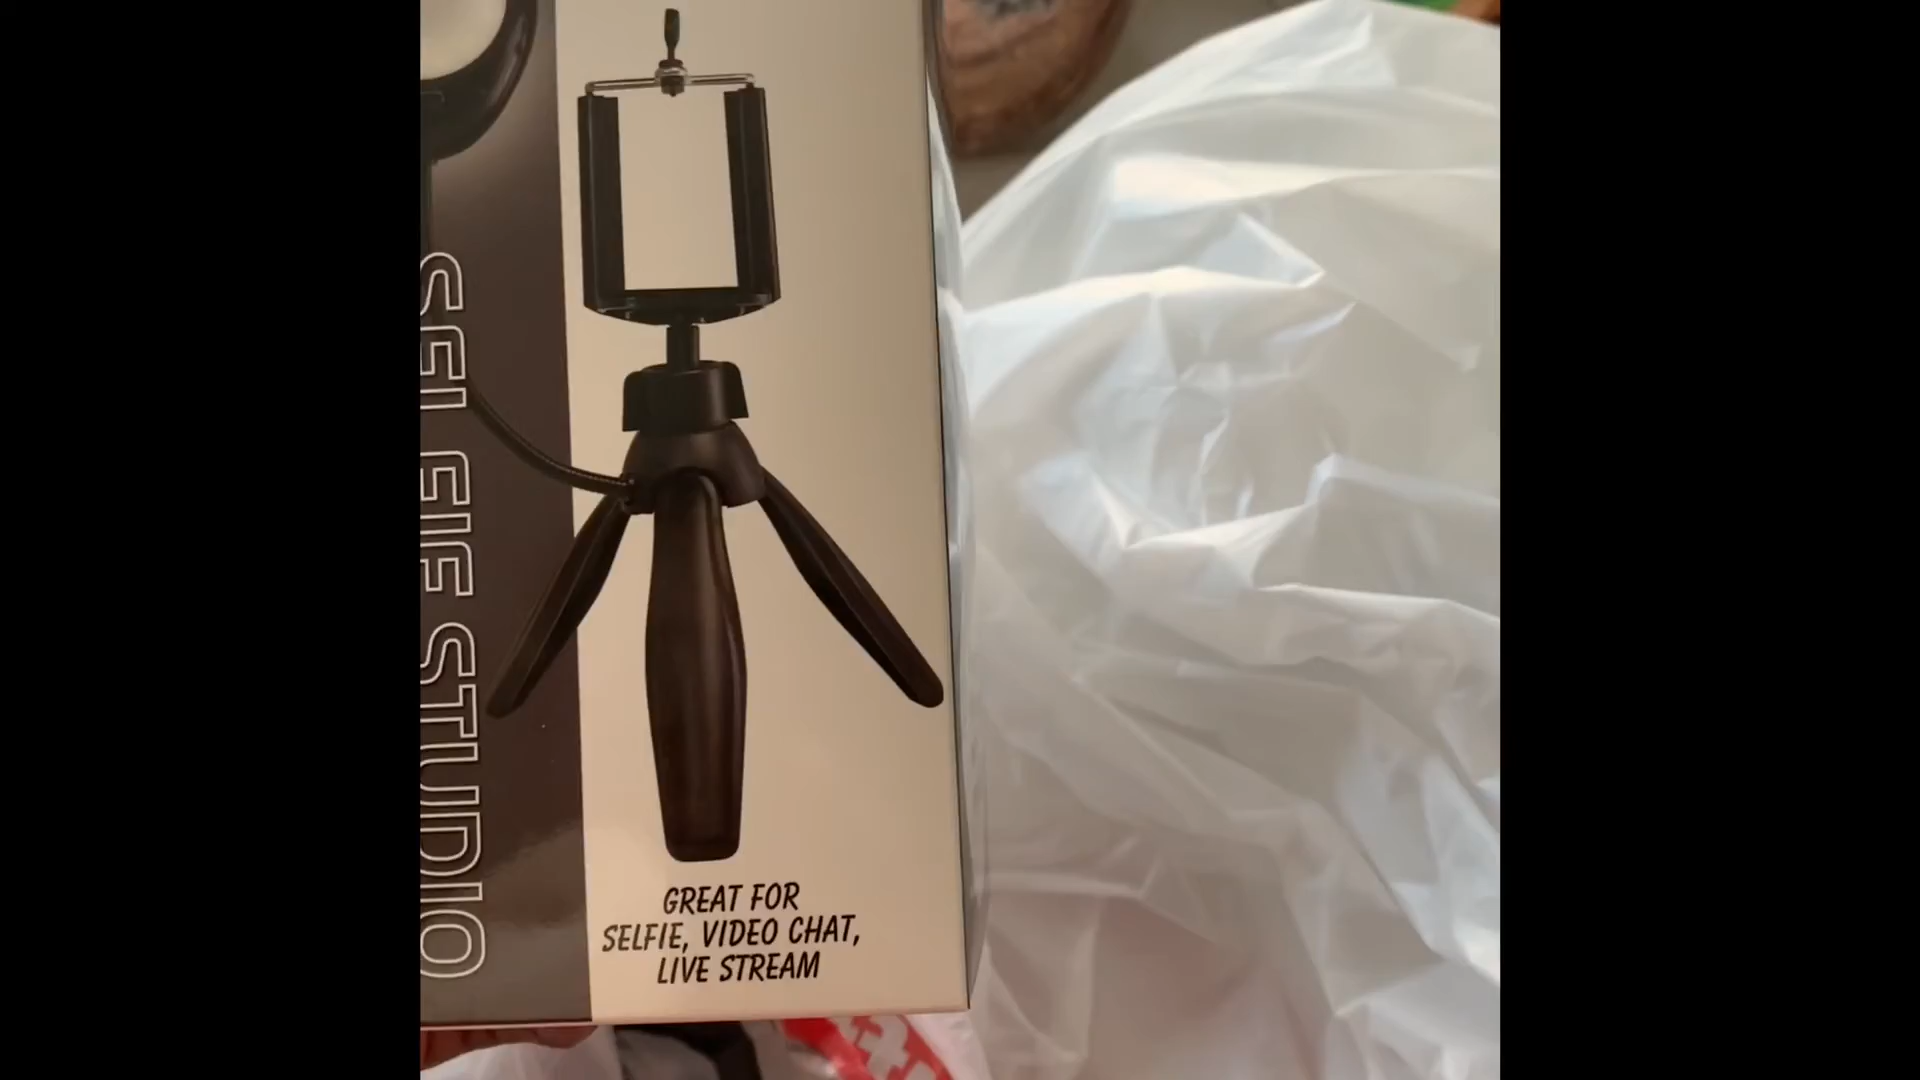 SELFIE STUDIO
GREAT FOR
SELFIE, VIDEO CHAT,
LIVE STREAM